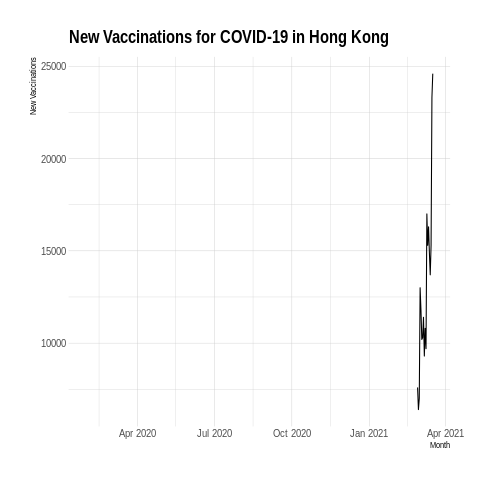 New Vaccinations for COVID-19 in Hong Kong
New Vaccinations
25000
20000
15000
10000
Apr 2020 Jul 2020 Oct 2020 Jan 2021 Apr 2021
Month